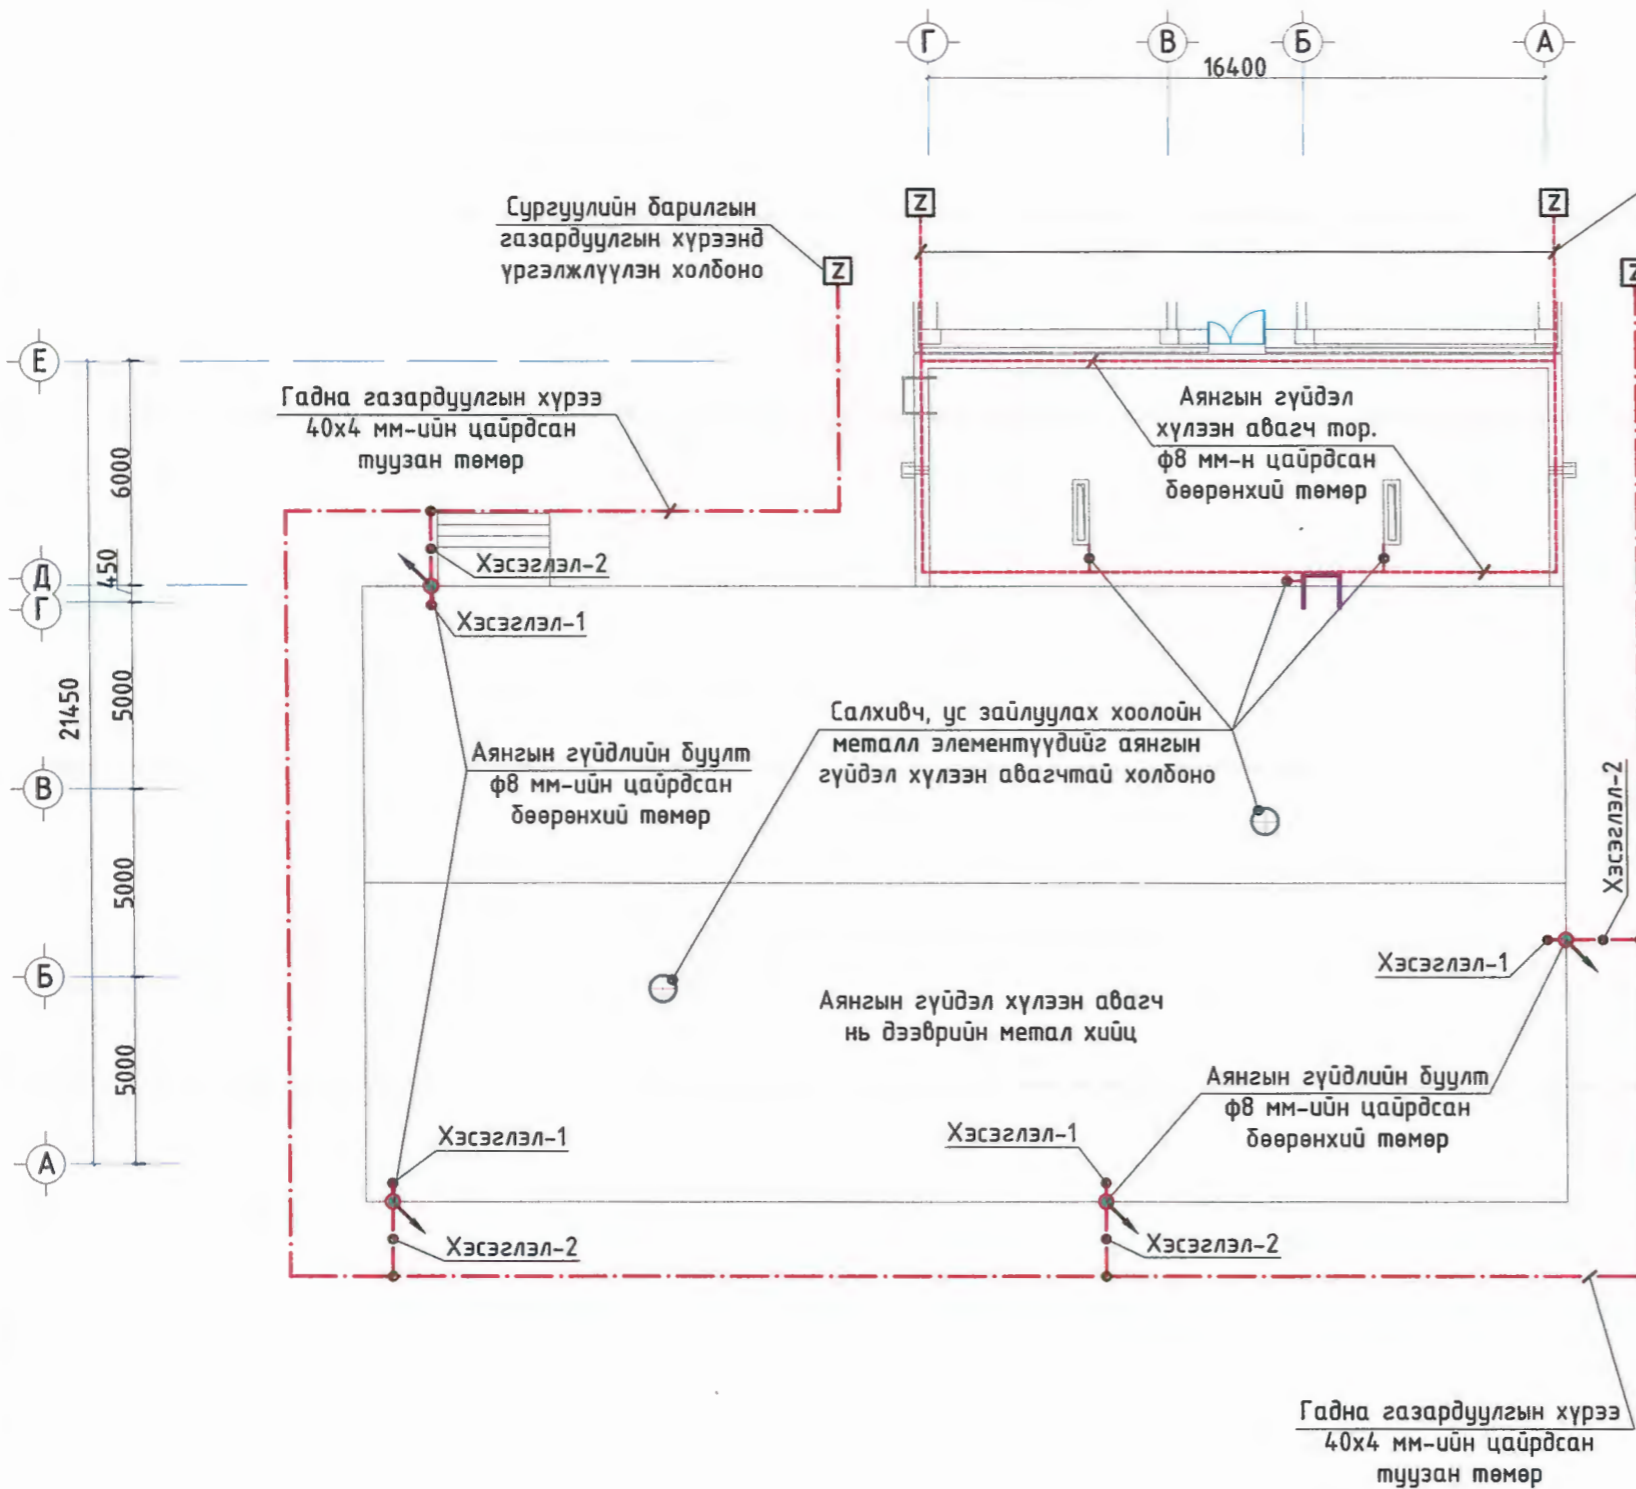 Г
В
Б
А
16400
Z
Z
Сургуулийн барилгын
газардуулгын хүрээнд
үргэлжлүүлэн холбоно
Z
Z
Е
Гадна газардуулгын хүрээ
40х4 мм-ийн цайрдсан
туузан төмөр
Аянгын гүйдэл
хүлээн авагч тор.
ф8 мм-н цайрдсан
бөөрөнхий төмөр
6000
Хэсэглэл-2
450
Д
Г
Хэсэглэл-1
21450
5000
Салхивч, ус зайлуулах хоолойн
металл элементүүдийг аянгын
гүйдэл хүлээн авагчтай холбоно
Аянгын гүйдлийн буулт
ф8 мм-ийн цайрдсан
бөөрөнхий төмөр
В
Хэсэглэл-2
5000
Хэсэглэл-1
Б
Аянгын гүйдэл хүлээн авагч
нь дээврийн метал хийц
5000
Аянгын гүйдлийн буулт
ф8 мм-ийн цайрдсан
бөөрөнхий төмөр
Хэсэглэл-1
Хэсэглэл-1
А
Хэсэглэл-2
Хэсэглэл-2
Гадна газардуулгын хүрээ
40х4 мм-ийн цайрдсан
туузан төмөр